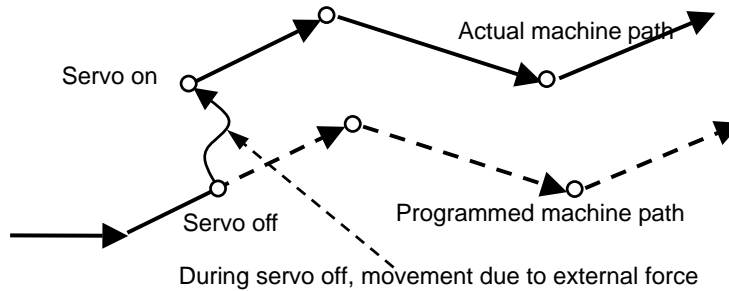 Actual machine path
Servo on
Servo off
Programmed machine path
During servo off, movement due to external force